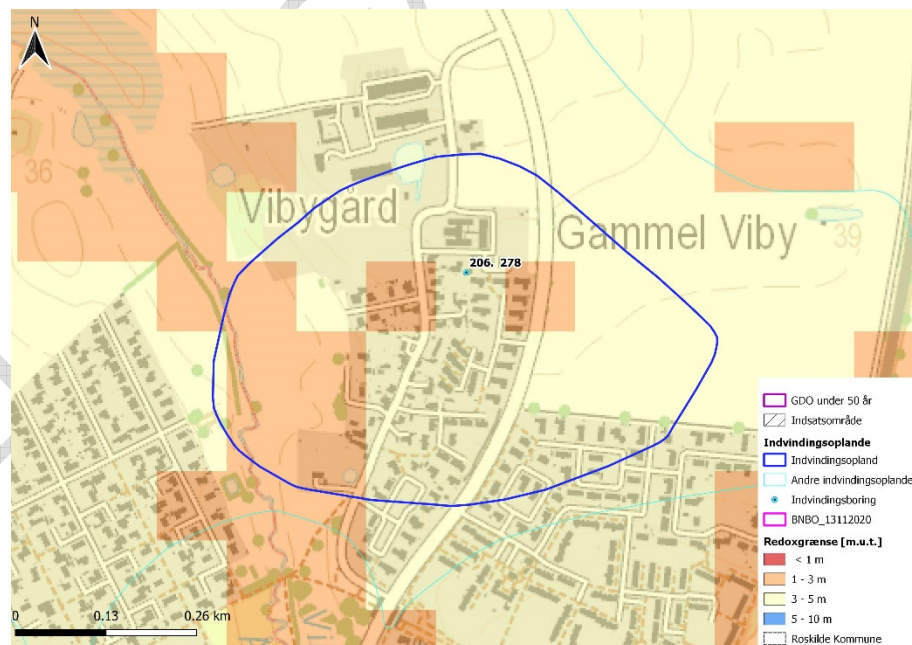 N
36
Vibygård
Gammel Viby
39
206. 278
GDO under 50 år
Indsatsområde
Indvindingsoplande
Indvindingsopland
Andre indvindingsoplande
Indvindingsboring
BNBO_13112020
Redoxgrænse [m.u.t.]
< 1 m
1 - 3 m
3 - 5 m
5 - 10 m
Roskilde Kommune
0 0.13 0.26 km